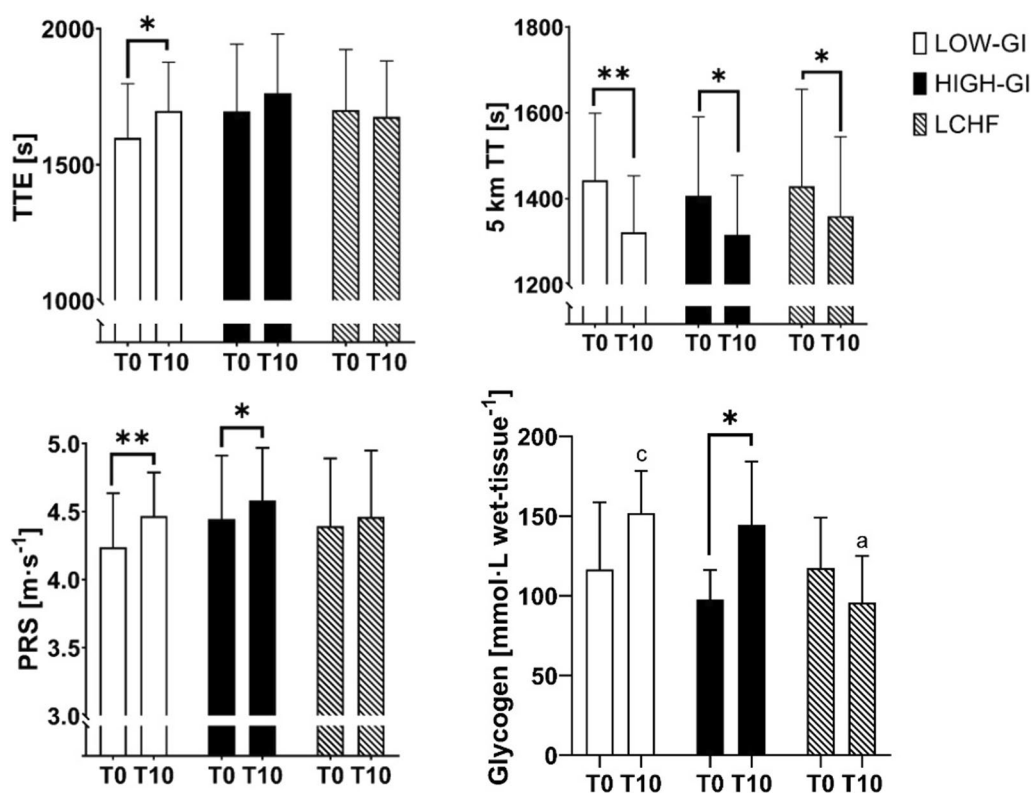 TTE [s]
2000
1500
1000
*
T0 T10 T0 T10 T0 T10
5 km TT [s]
1800
1600
1400
1200
** * *
T0 T10 T0 T10 T0 T10
LOW-GI
HIGH-GI
LCHF
PRS [m·s⁻¹]
5.0
4.5
4.0
3.5
3.0
** *
T0 T10 T0 T10 T0 T10
Glycogen [mmol·L wet-tissue⁻¹]
200
150
100
50
0
c * a
T0 T10 T0 T10 T0 T10